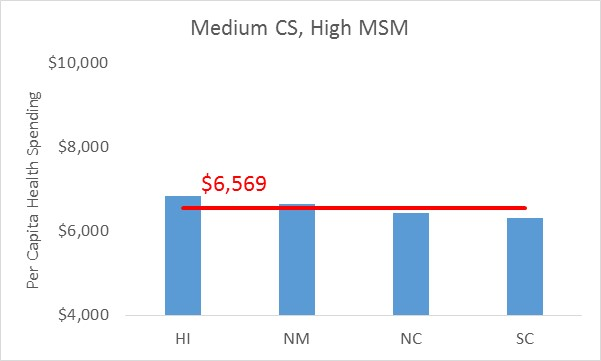 Medium CS, High MSM
Per Capita Health Spending
$10,000
$8,000
$6,000
$4,000
$6,569
HI
NM
NC
SC